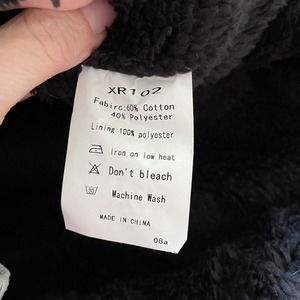 XR102
Fabirc:60% Cotton
40% Polyester
Lining:100% polyester
Iron on low heat
Don't bleach
Machine Wash
MADE IN CHINA
08a